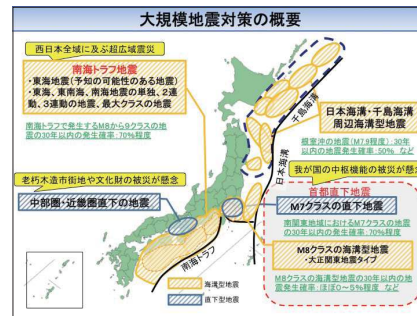 大規模地震対策の概要
西日本全域に及ぶ超広域震災
南海トラフ地震
・東海地震（予知の可能性のある地震）
・東海、東南海、南海地震の単独、2連
動、3連動の地震、最大クラスの地震
南海トラフで発生するM8から9クラスの地震
の30年以内の地震発生確率：70％程度
老朽木造市街地や文化財の被災が懸念
中部圏・近畿圏直下の地震
千島海溝
日本海溝
日本海溝・千島海溝
周辺海溝型地震
根室沖の地震（M7.9程度）：30年
以内の地震発生確率：50％ など
我が国の中枢機能の被災が懸念
首都直下地震
M7クラスの直下地震
南関東地域におけるM7クラスの地震
の30年以内の地震発生確率：70％程度
M8クラスの海溝型地震
・大正関東地震タイプ
M8クラスの海溝型地震の30年以内の地
震発生確率：ほぼ0～5％程度 など
南海トラフ
海溝型地震
直下型地震